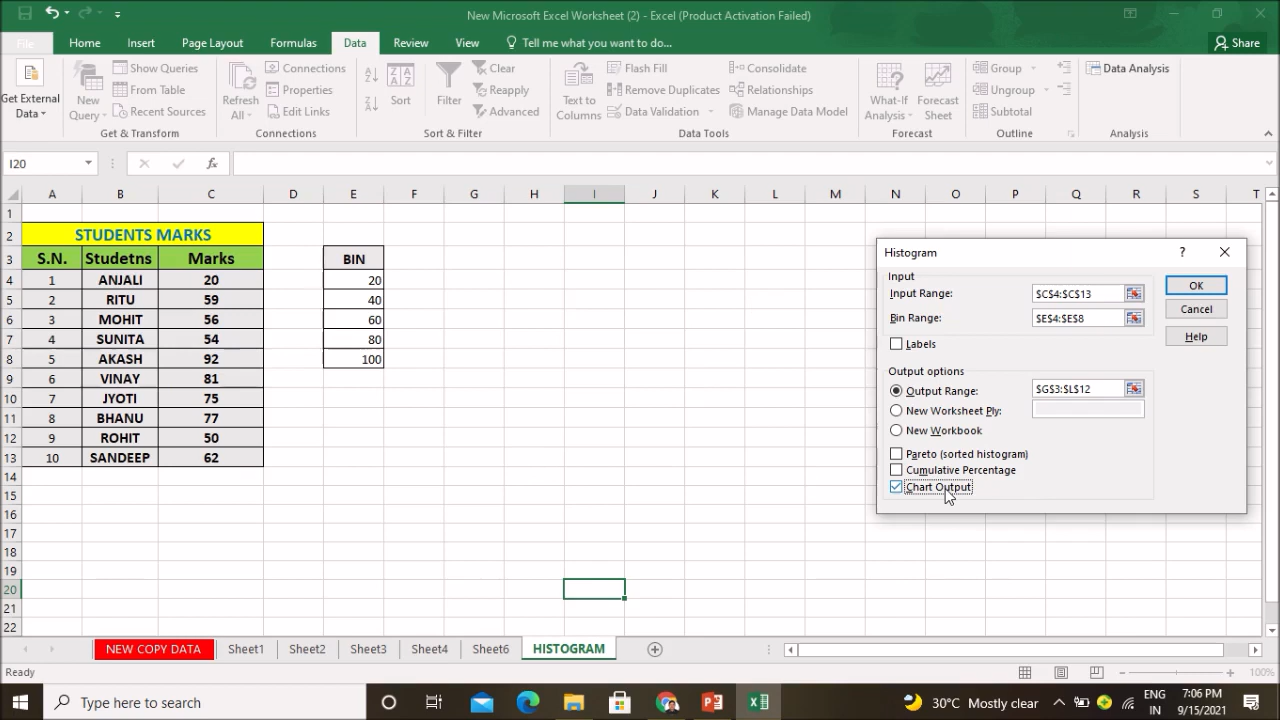 New Microsoft Excel Worksheet (2) - Excel (Product Activation Failed)
File Home Insert Page Layout Formulas Data Review View Tell me what you want to do... Share
Get External Data
New Query
Show Queries
From Table
Recent Sources
Get & Transform
Refresh All
Connections
Properties
Edit Links
Connections
Sort
Filter
Clear
Reapply
Advanced
Sort & Filter
Text to Columns
Flash Fill
Remove Duplicates
Data Validation
Consolidate
Relationships
Manage Data Model
Data Tools
What-If Analysis
Forecast Sheet
Forecast
Group
Ungroup
Subtotal
Outline
Data Analysis
Analysis
I20 fx
A B C D E F G H I J K L M N O P Q R S T
1
2 STUDENTS MARKS
3 S.N. Studetns Marks BIN
4 1 ANJALI 20 20
5 2 RITU 59 40
6 3 MOHIT 56 60
7 4 SUNITA 54 80
8 5 AKASH 92 100
9 6 VINAY 81
10 7 JYOTI 75
11 8 BHANU 77
12 9 ROHIT 50
13 10 SANDEEP 62
14
15
16
17
18
19
20
21
22
Histogram ?
Input
Input Range: $C$4:$C$13
Bin Range: $E$4:$E$8
Labels
OK
Cancel
Help
Output options
Output Range: $G$3:$L$12
New Worksheet Ply:
New Workbook
Pareto (sorted histogram)
Cumulative Percentage
Chart Output
NEW COPY DATA Sheet1 Sheet2 Sheet3 Sheet4 Sheet6 HISTOGRAM
Ready 100%
Type here to search
30°C Mostly clear
ENG
IN
7:06 PM
9/15/2021